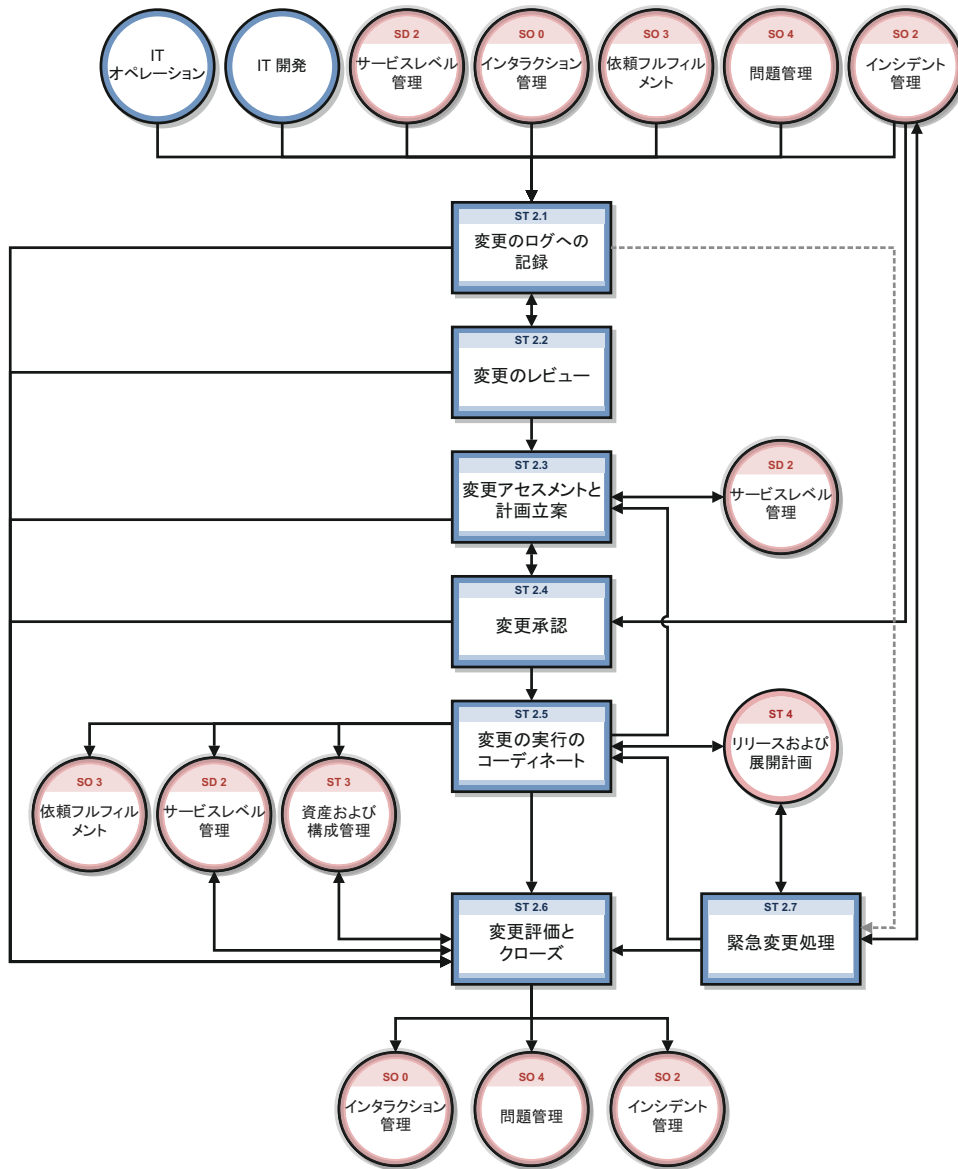 IT
オペレーション
IT 開発
SD 2
サービスレベル
管理
SO 0
インタラクション
管理
SO 3
依頼フルフィル
メント
SO 4
問題管理
SO 2
インシデント
管理
ST 2.1
変更のログへの
記録
ST 2.2
変更のレビュー
ST 2.3
変更アセスメントと
計画立案
SD 2
サービスレベル
管理
ST 2.4
変更承認
ST 2.5
変更の実行の
コーディネート
ST 4
リリースおよび
展開計画
SO 3
依頼フルフィル
メント
SD 2
サービスレベル
管理
ST 3
資産および
構成管理
ST 2.6
変更評価と
クローズ
ST 2.7
緊急変更処理
SO 0
インタラクション
管理
SO 4
問題管理
SO 2
インシデント
管理